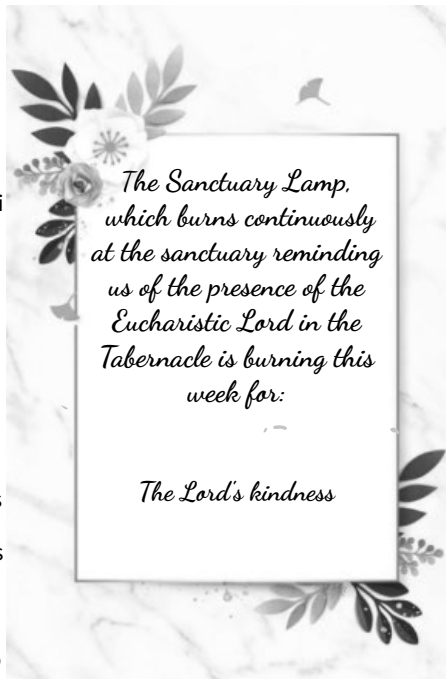 The Sanctuary Lamp,
which burns continuously
at the sanctuary reminding
us of the presence of the
Eucharistic Lord in the
Tabernacle is burning this
week for:
The Lord's kindness